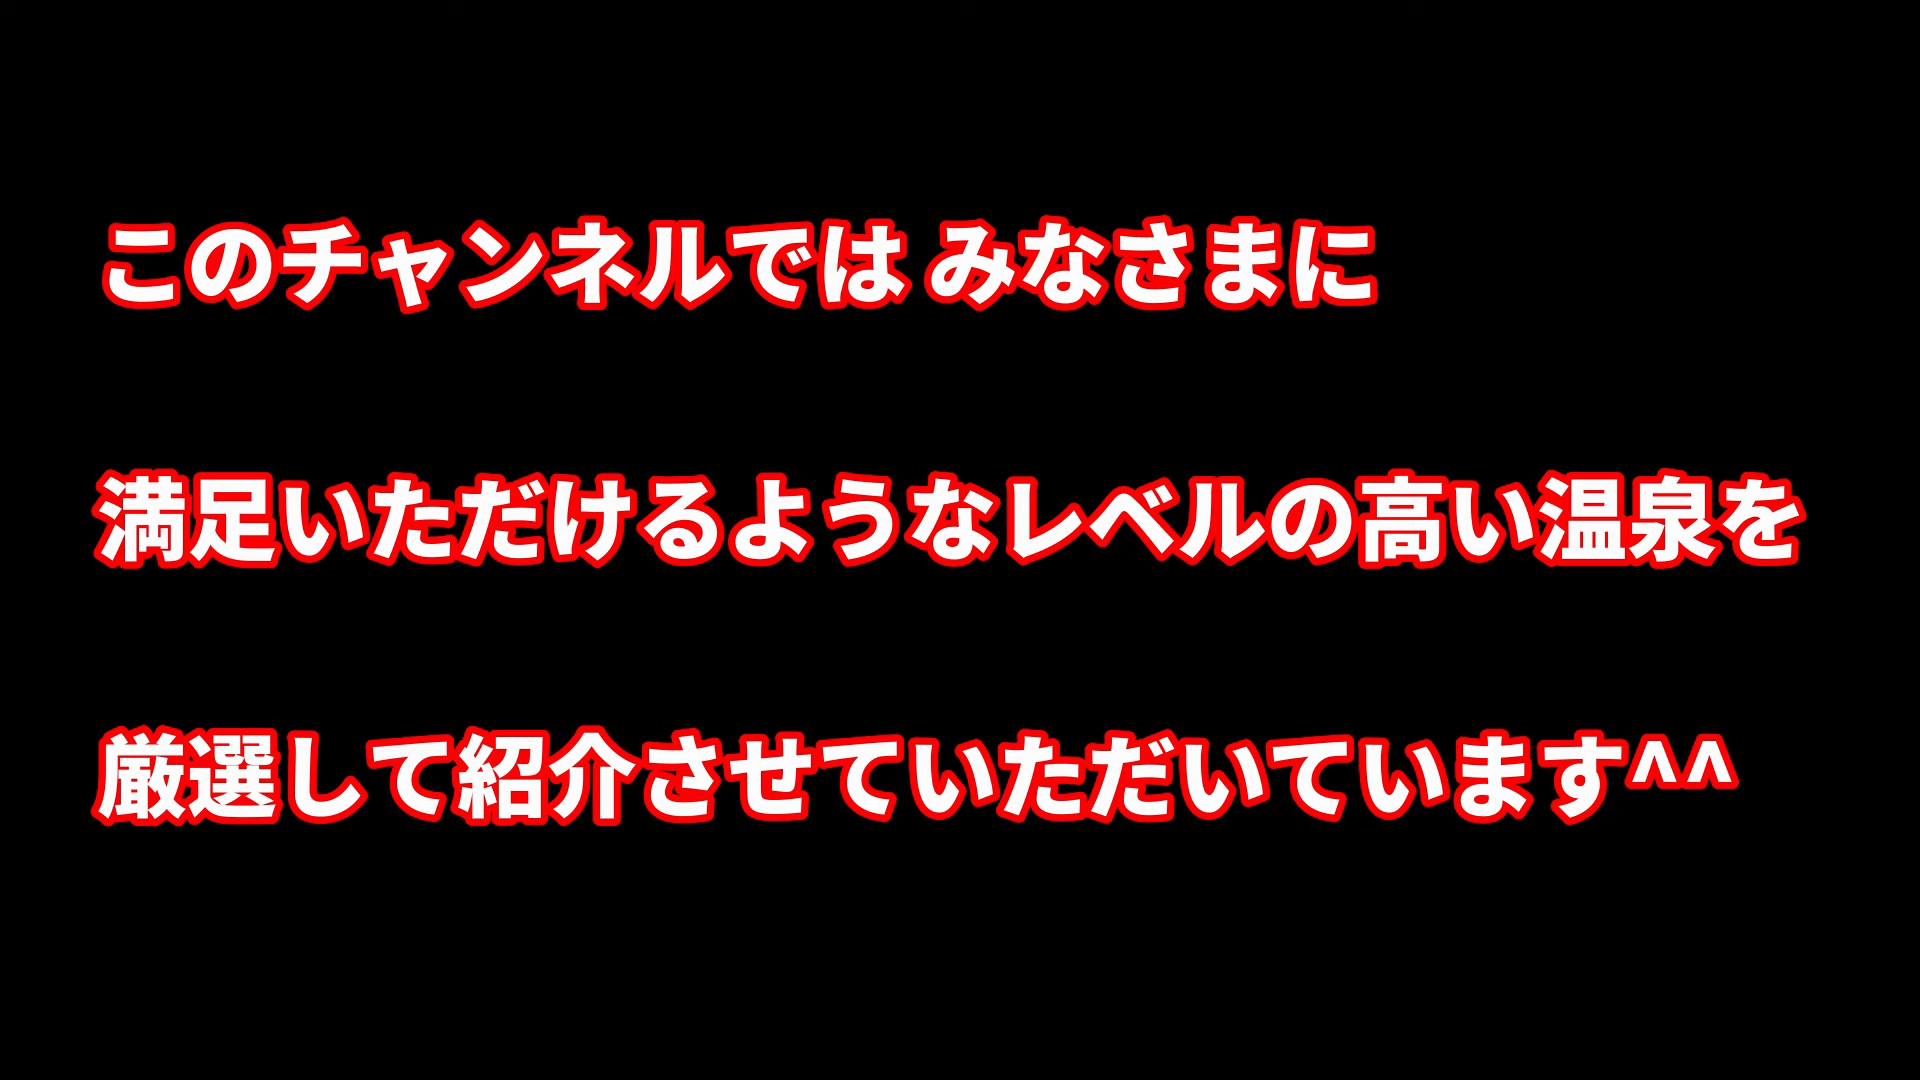 このチャンネルでは みなさまに
満足いただけるようなレベルの高い温泉を
厳選して紹介させていただいています^^